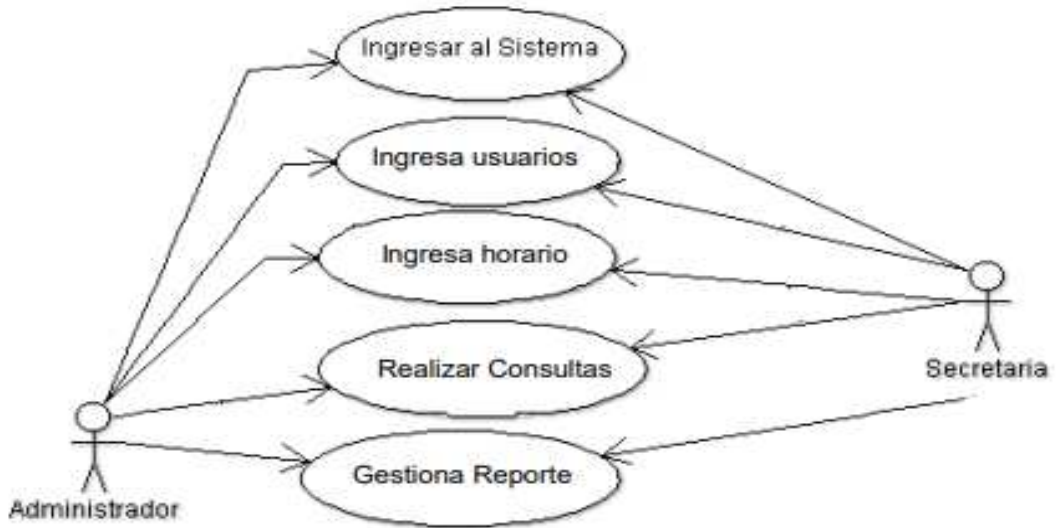 Ingresar al Sistema
Ingresa usuarios
Ingresa horario
Realizar Consultas
Secretaria
Gestiona Reporte
Administrador